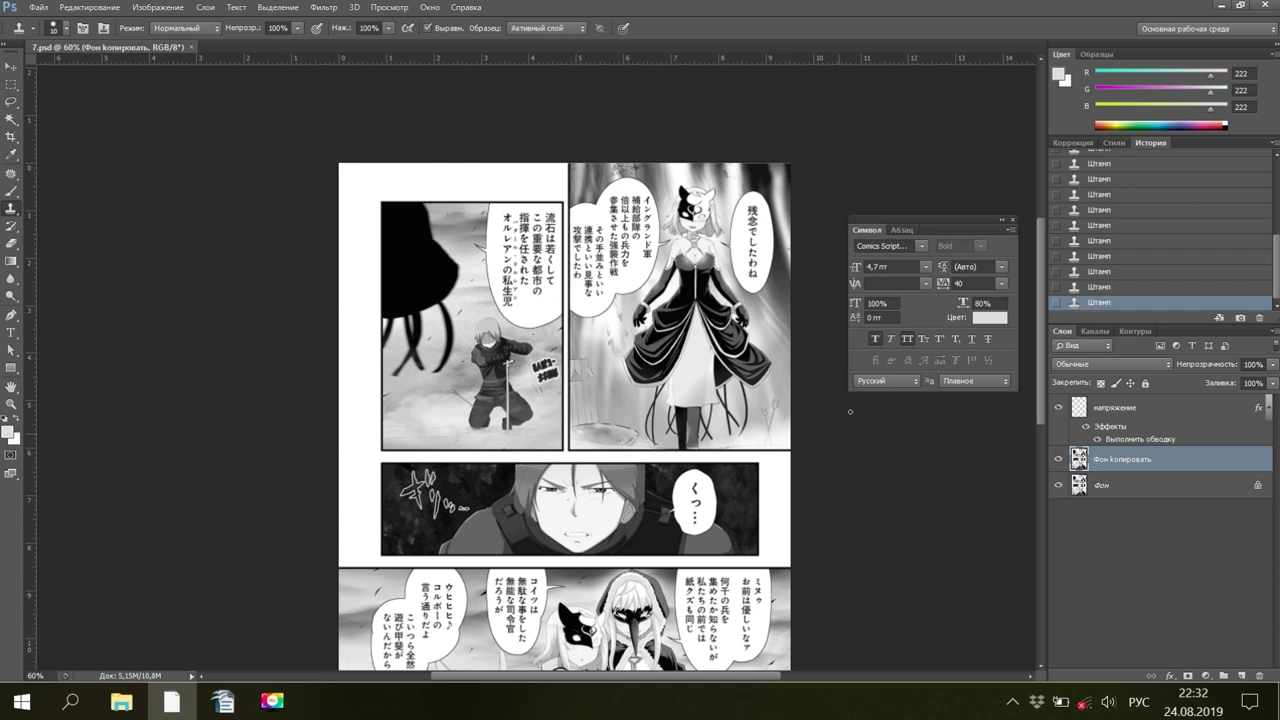 Ps
Файл
Редактирование
Изображение
Слои
Текст
Выделение
Фильтр
3D
Просмотр
Окно
Справка
10
Режим:
Нормальный
Непрозр.:
100%
Наж.:
100%
Выравн.
Образец:
Активный слой
Основная рабочая среда
7.psd @ 60% (Фон копировать, RGB/8*)
Цвет
Образцы
R
222
G
222
B
222
Коррекция
Стили
История
Штамп
Штамп
Штамп
Штамп
Штамп
Штамп
Штамп
Штамп
Штамп
Штамп
Символ
Абзац
Comics Script...
Bold
4,7 пт
(Авто)
40
100%
80%
0 пт
Цвет:
Русский
Плавное
Слои
Каналы
Контуры
Вид
Обычные
Непрозрачность:
100%
Закрепить:
Заливка:
100%
напряжение
fx
Эффекты
Выполнить обводку
Фон копировать
Фон
残念でしたわね
イングランド軍
補給部隊の
倍以上もの兵力を
参集させた強襲作戦
その手並みといい
連携といい見事な
攻撃でしたわ
流石は若くして
この重要な都市の
指揮を任された
オルレアンの私生児
くっ…
ギリッ…
ミヌゥ
お前は優しいなァ
何千の兵を
集めたか知らないが
私たちの前では
紙クズも同じ
コイツは
無駄な事をした
無能な司令官
だろうが
ウヒヒヒ♪
コルボーの
言う通りだよ
こいつら全然
遊び甲斐が
ないんだから
60%
Док: 5,15M/10,8M
РУС
22:32
24.08.2019